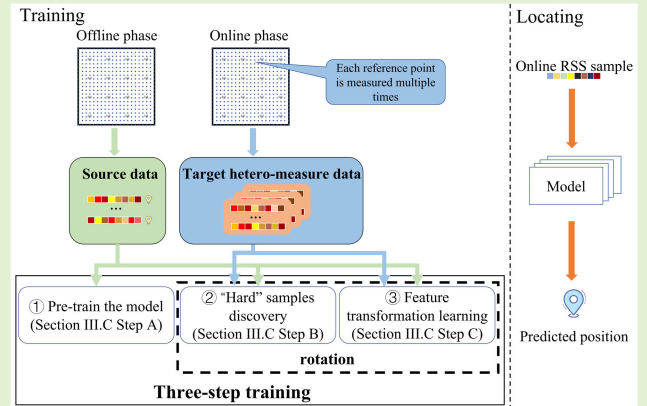 Training
Locating
Offline phase
Online phase
Each reference point
is measured multiple
times
Online RSS sample
Source data
...
Target hetero-measure data
...
Model
① Pre-train the model
(Section III.C Step A)
② “Hard” samples
discovery
(Section III.C Step B)
③ Feature
transformation learning
(Section III.C Step C)
rotation
Predicted position
Three-step training